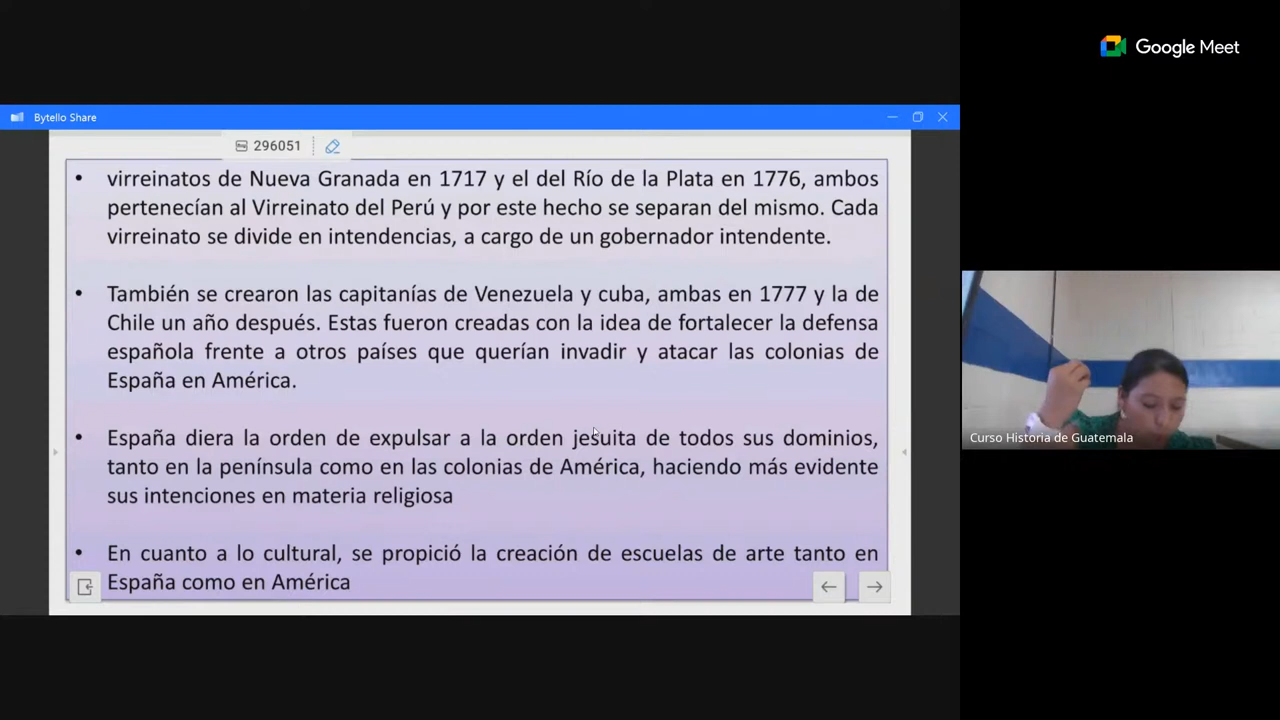 Google Meet
Bytello Share
296051
• virreinatos de Nueva Granada en 1717 y el del Río de la Plata en 1776, ambos
pertenecían al Virreinato del Perú y por este hecho se separan del mismo. Cada
virreinato se divide en intendencias, a cargo de un gobernador intendente.
• También se crearon las capitanías de Venezuela y cuba, ambas en 1777 y la de
Chile un año después. Estas fueron creadas con la idea de fortalecer la defensa
española frente a otros países que querían invadir y atacar las colonias de
España en América.
• España diera la orden de expulsar a la orden jesuita de todos sus dominios,
tanto en la península como en las colonias de América, haciendo más evidente
sus intenciones en materia religiosa
• En cuanto a lo cultural, se propició la creación de escuelas de arte tanto en
España como en América
Curso Historia de Guatemala